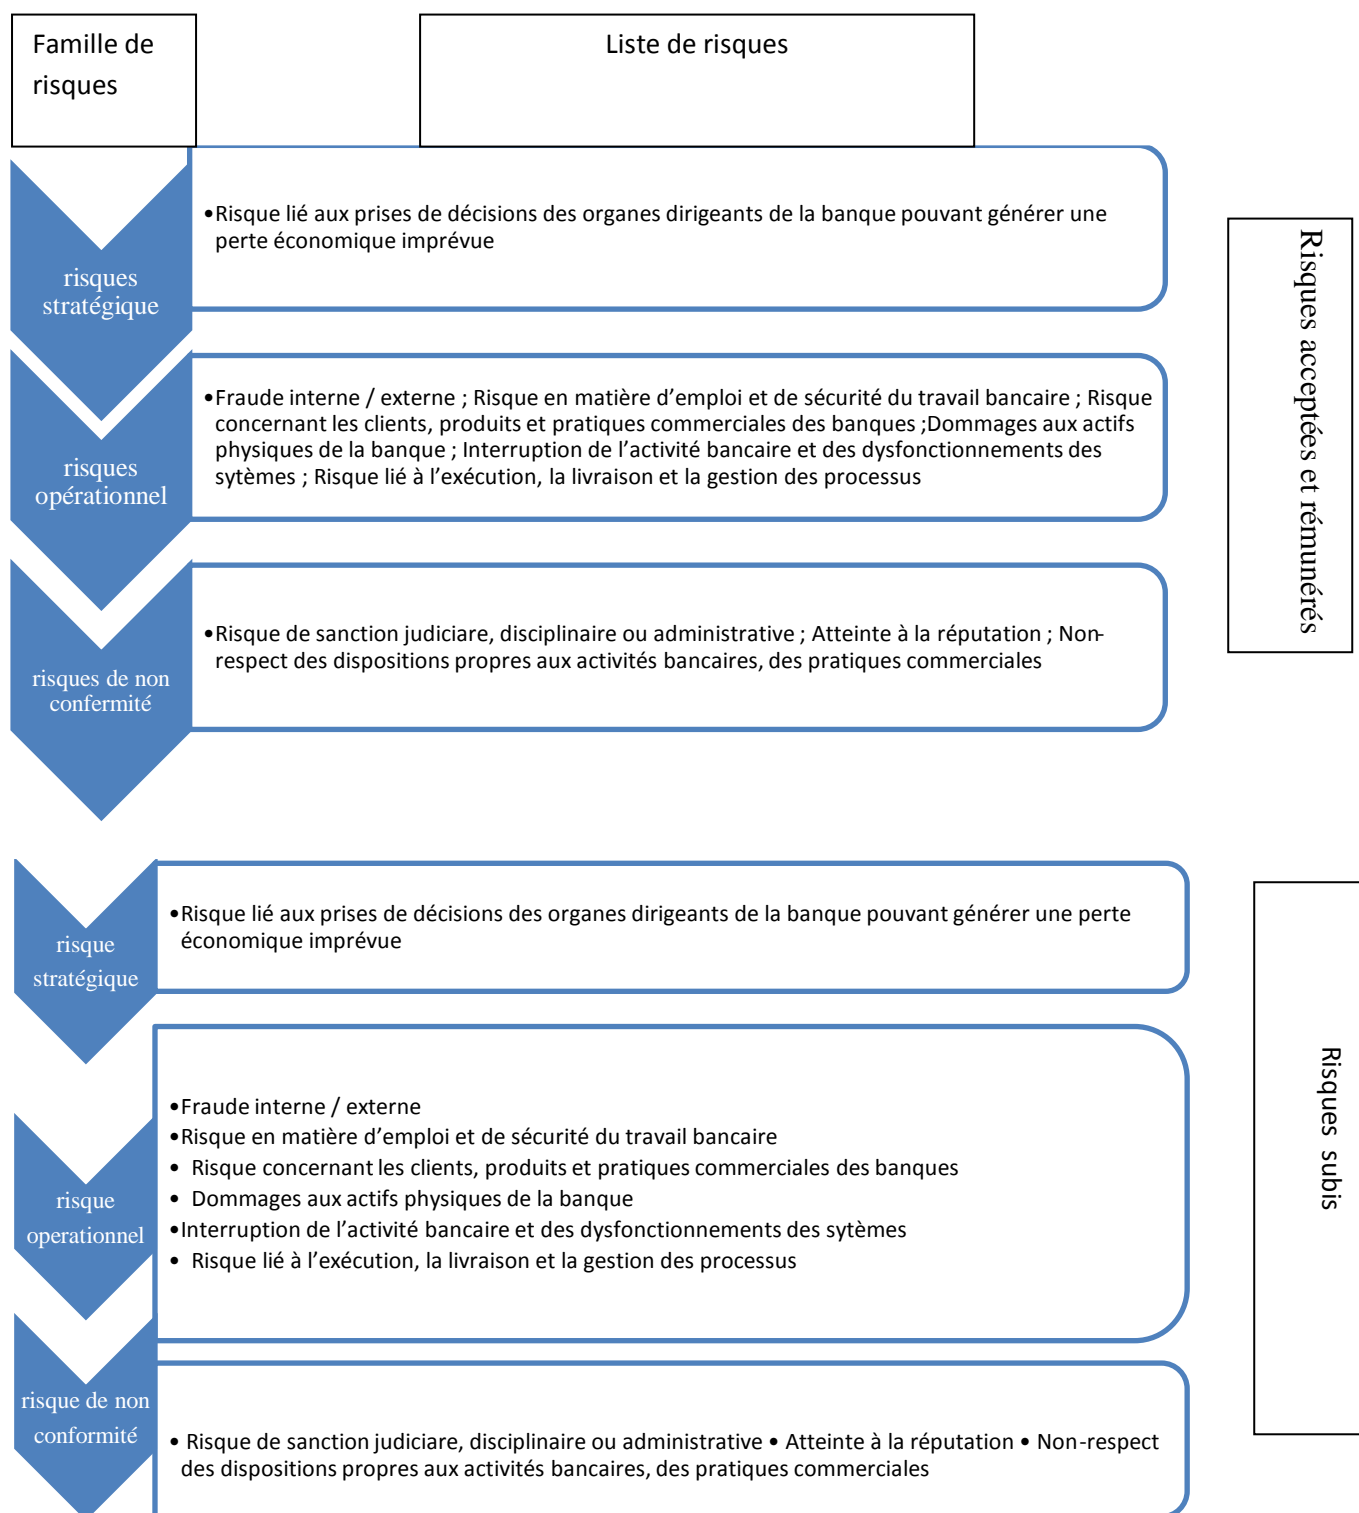 Famille de
risques
Liste de risques
risques
stratégique
•Risque lié aux prises de décisions des organes dirigeants de la banque pouvant générer une
perte économique imprévue
risques
opérationnel
•Fraude interne / externe ; Risque en matière d’emploi et de sécurité du travail bancaire ; Risque
concernant les clients, produits et pratiques commerciales des banques ;Dommages aux actifs
physiques de la banque ; Interruption de l’activité bancaire et des dysfonctionnements des
sytèmes ; Risque lié à l’exécution, la livraison et la gestion des processus
risques de non
confermité
•Risque de sanction judiciare, disciplinaire ou administrative ; Atteinte à la réputation ; Non-
respect des dispositions propres aux activités bancaires, des pratiques commerciales
Risques acceptées et rémunérés
risque
stratégique
•Risque lié aux prises de décisions des organes dirigeants de la banque pouvant générer une perte
économique imprévue
risque
operationnel
•Fraude interne / externe
•Risque en matière d’emploi et de sécurité du travail bancaire
• Risque concernant les clients, produits et pratiques commerciales des banques
• Dommages aux actifs physiques de la banque
•Interruption de l’activité bancaire et des dysfonctionnements des sytèmes
• Risque lié à l’exécution, la livraison et la gestion des processus
risque de non
conformité
• Risque de sanction judiciare, disciplinaire ou administrative • Atteinte à la réputation • Non-respect
des dispositions propres aux activités bancaires, des pratiques commerciales
Risques subis